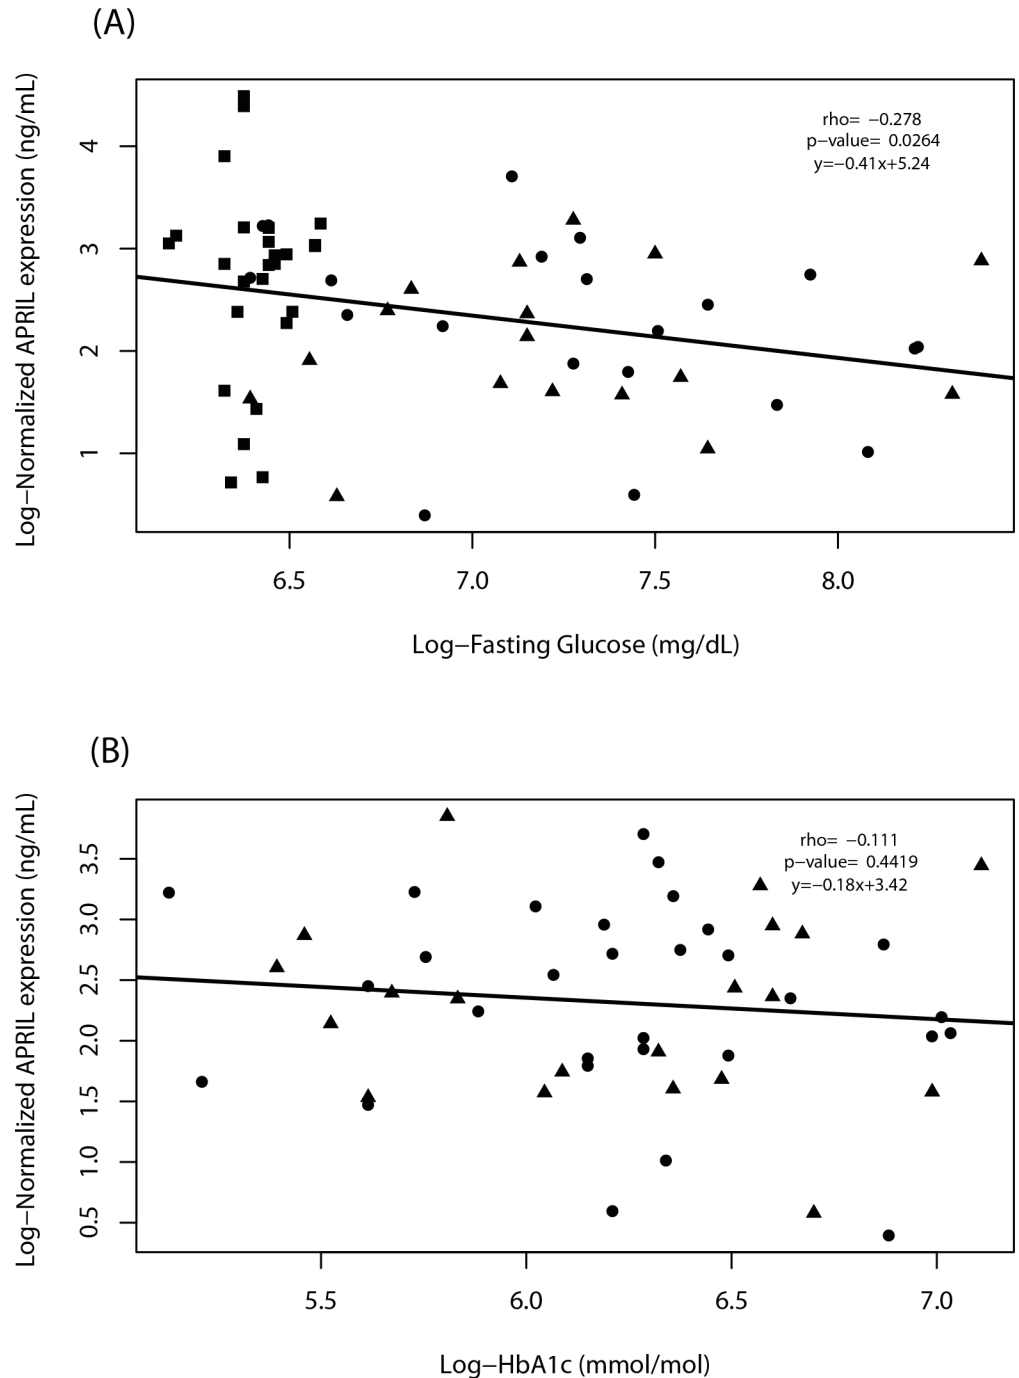 (A)
Log−Normalized APRIL expression (ng/mL)
4
3
2
1
rho= −0.278
p−value= 0.0264
y=−0.41x+5.24
6.5 7.0 7.5 8.0
Log−Fasting Glucose (mg/dL)
(B)
Log−Normalized APRIL expression (ng/mL)
3.5
3.0
2.5
2.0
1.5
1.0
0.5
rho= −0.111
p−value= 0.4419
y=−0.18x+3.42
5.5 6.0 6.5 7.0
Log−HbA1c (mmol/mol)